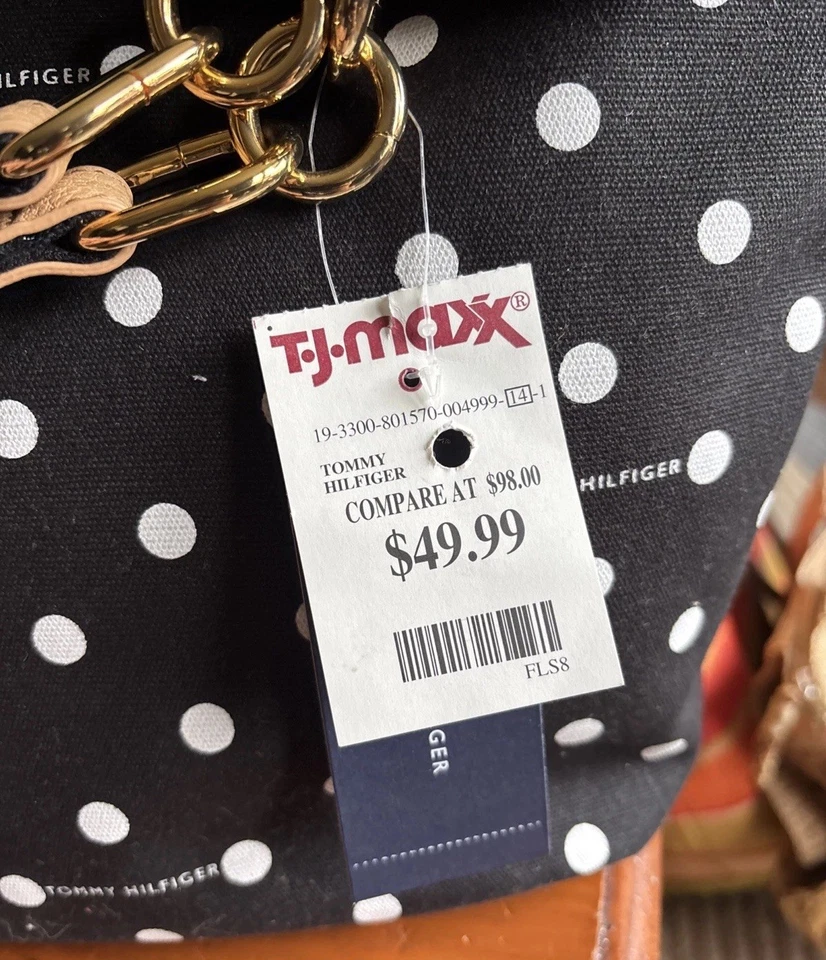 LFIGER
T·J·maxx®
19-3300-801570-004999-14-1
TOMMY
HILFIGER
COMPARE AT $98.00
$49.99
FLS8
HILFIGER
GER
TOMMY HILFIGER